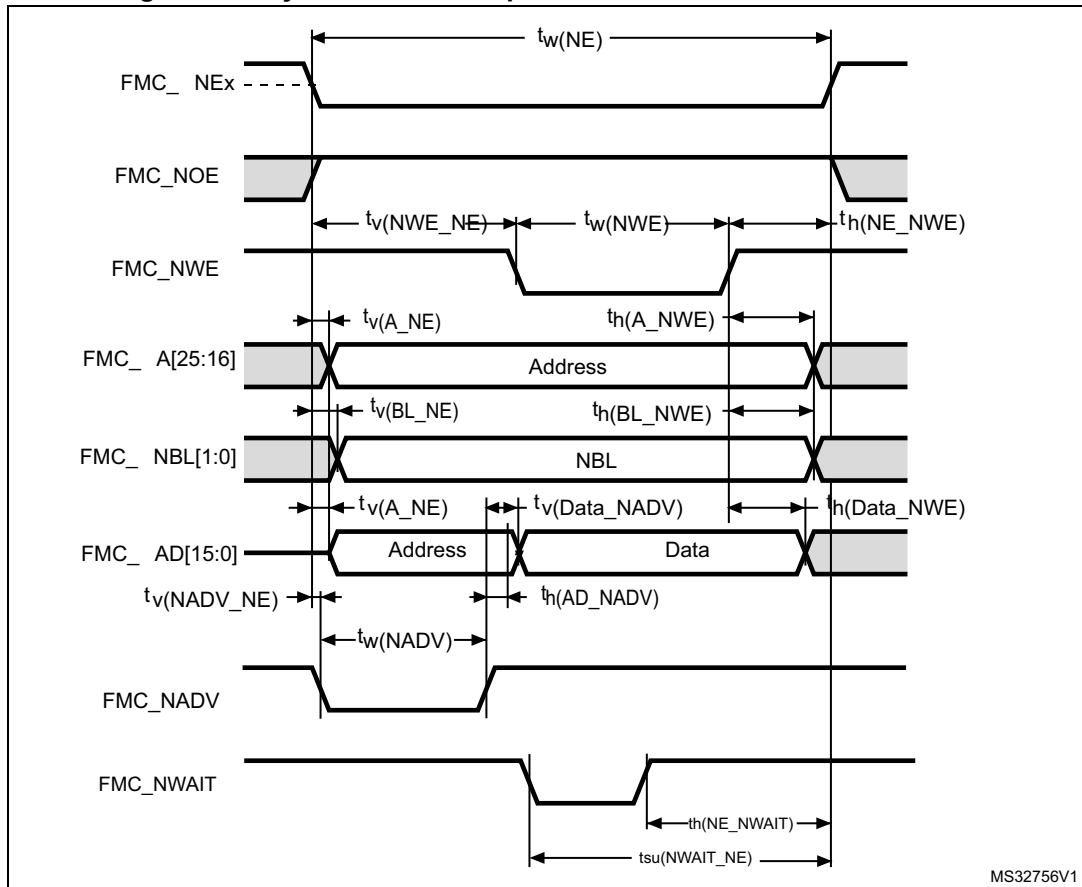 tw(NE)
FMC_ NEx
FMC_NOE
tv(NWE_NE) tw(NWE) th(NE_NWE)
FMC_NWE
tv(A_NE) th(A_NWE)
FMC_ A[25:16] Address
tv(BL_NE) th(BL_NWE)
FMC_ NBL[1:0] NBL
tv(A_NE) tv(Data_NADV) th(Data_NWE)
FMC_ AD[15:0] Address Data
tv(NADV_NE) th(AD_NADV)
tw(NADV)
FMC_NADV
FMC_NWAIT
th(NE_NWAIT)
tsu(NWAIT_NE)
MS32756V1